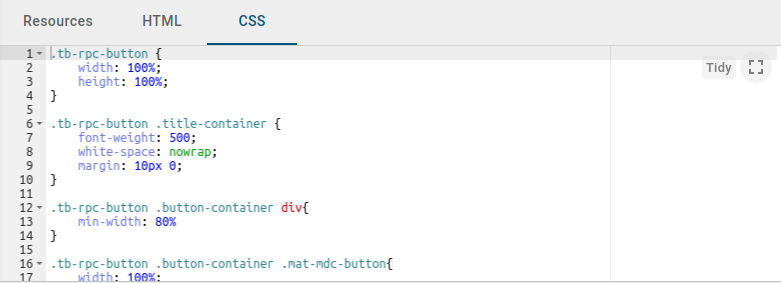 Resources HTML CSS
1 .tb-rpc-button {
2 width: 100%;
3 height: 100%;
4 }
5
6 .tb-rpc-button .title-container {
7 font-weight: 500;
8 white-space: nowrap;
9 margin: 10px 0;
10 }
11
12 .tb-rpc-button .button-container div{
13 min-width: 80%
14 }
15
16 .tb-rpc-button .button-container .mat-mdc-button{
17 width: 100%;
Tidy